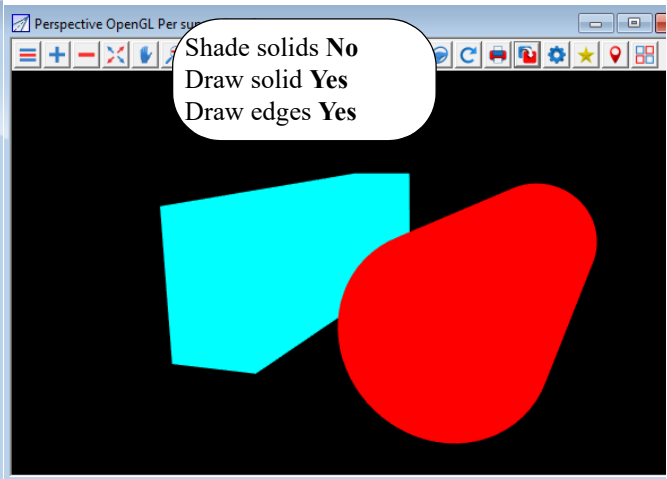 Perspective OpenGL Per su
Shade solids No
Draw solid Yes
Draw edges Yes